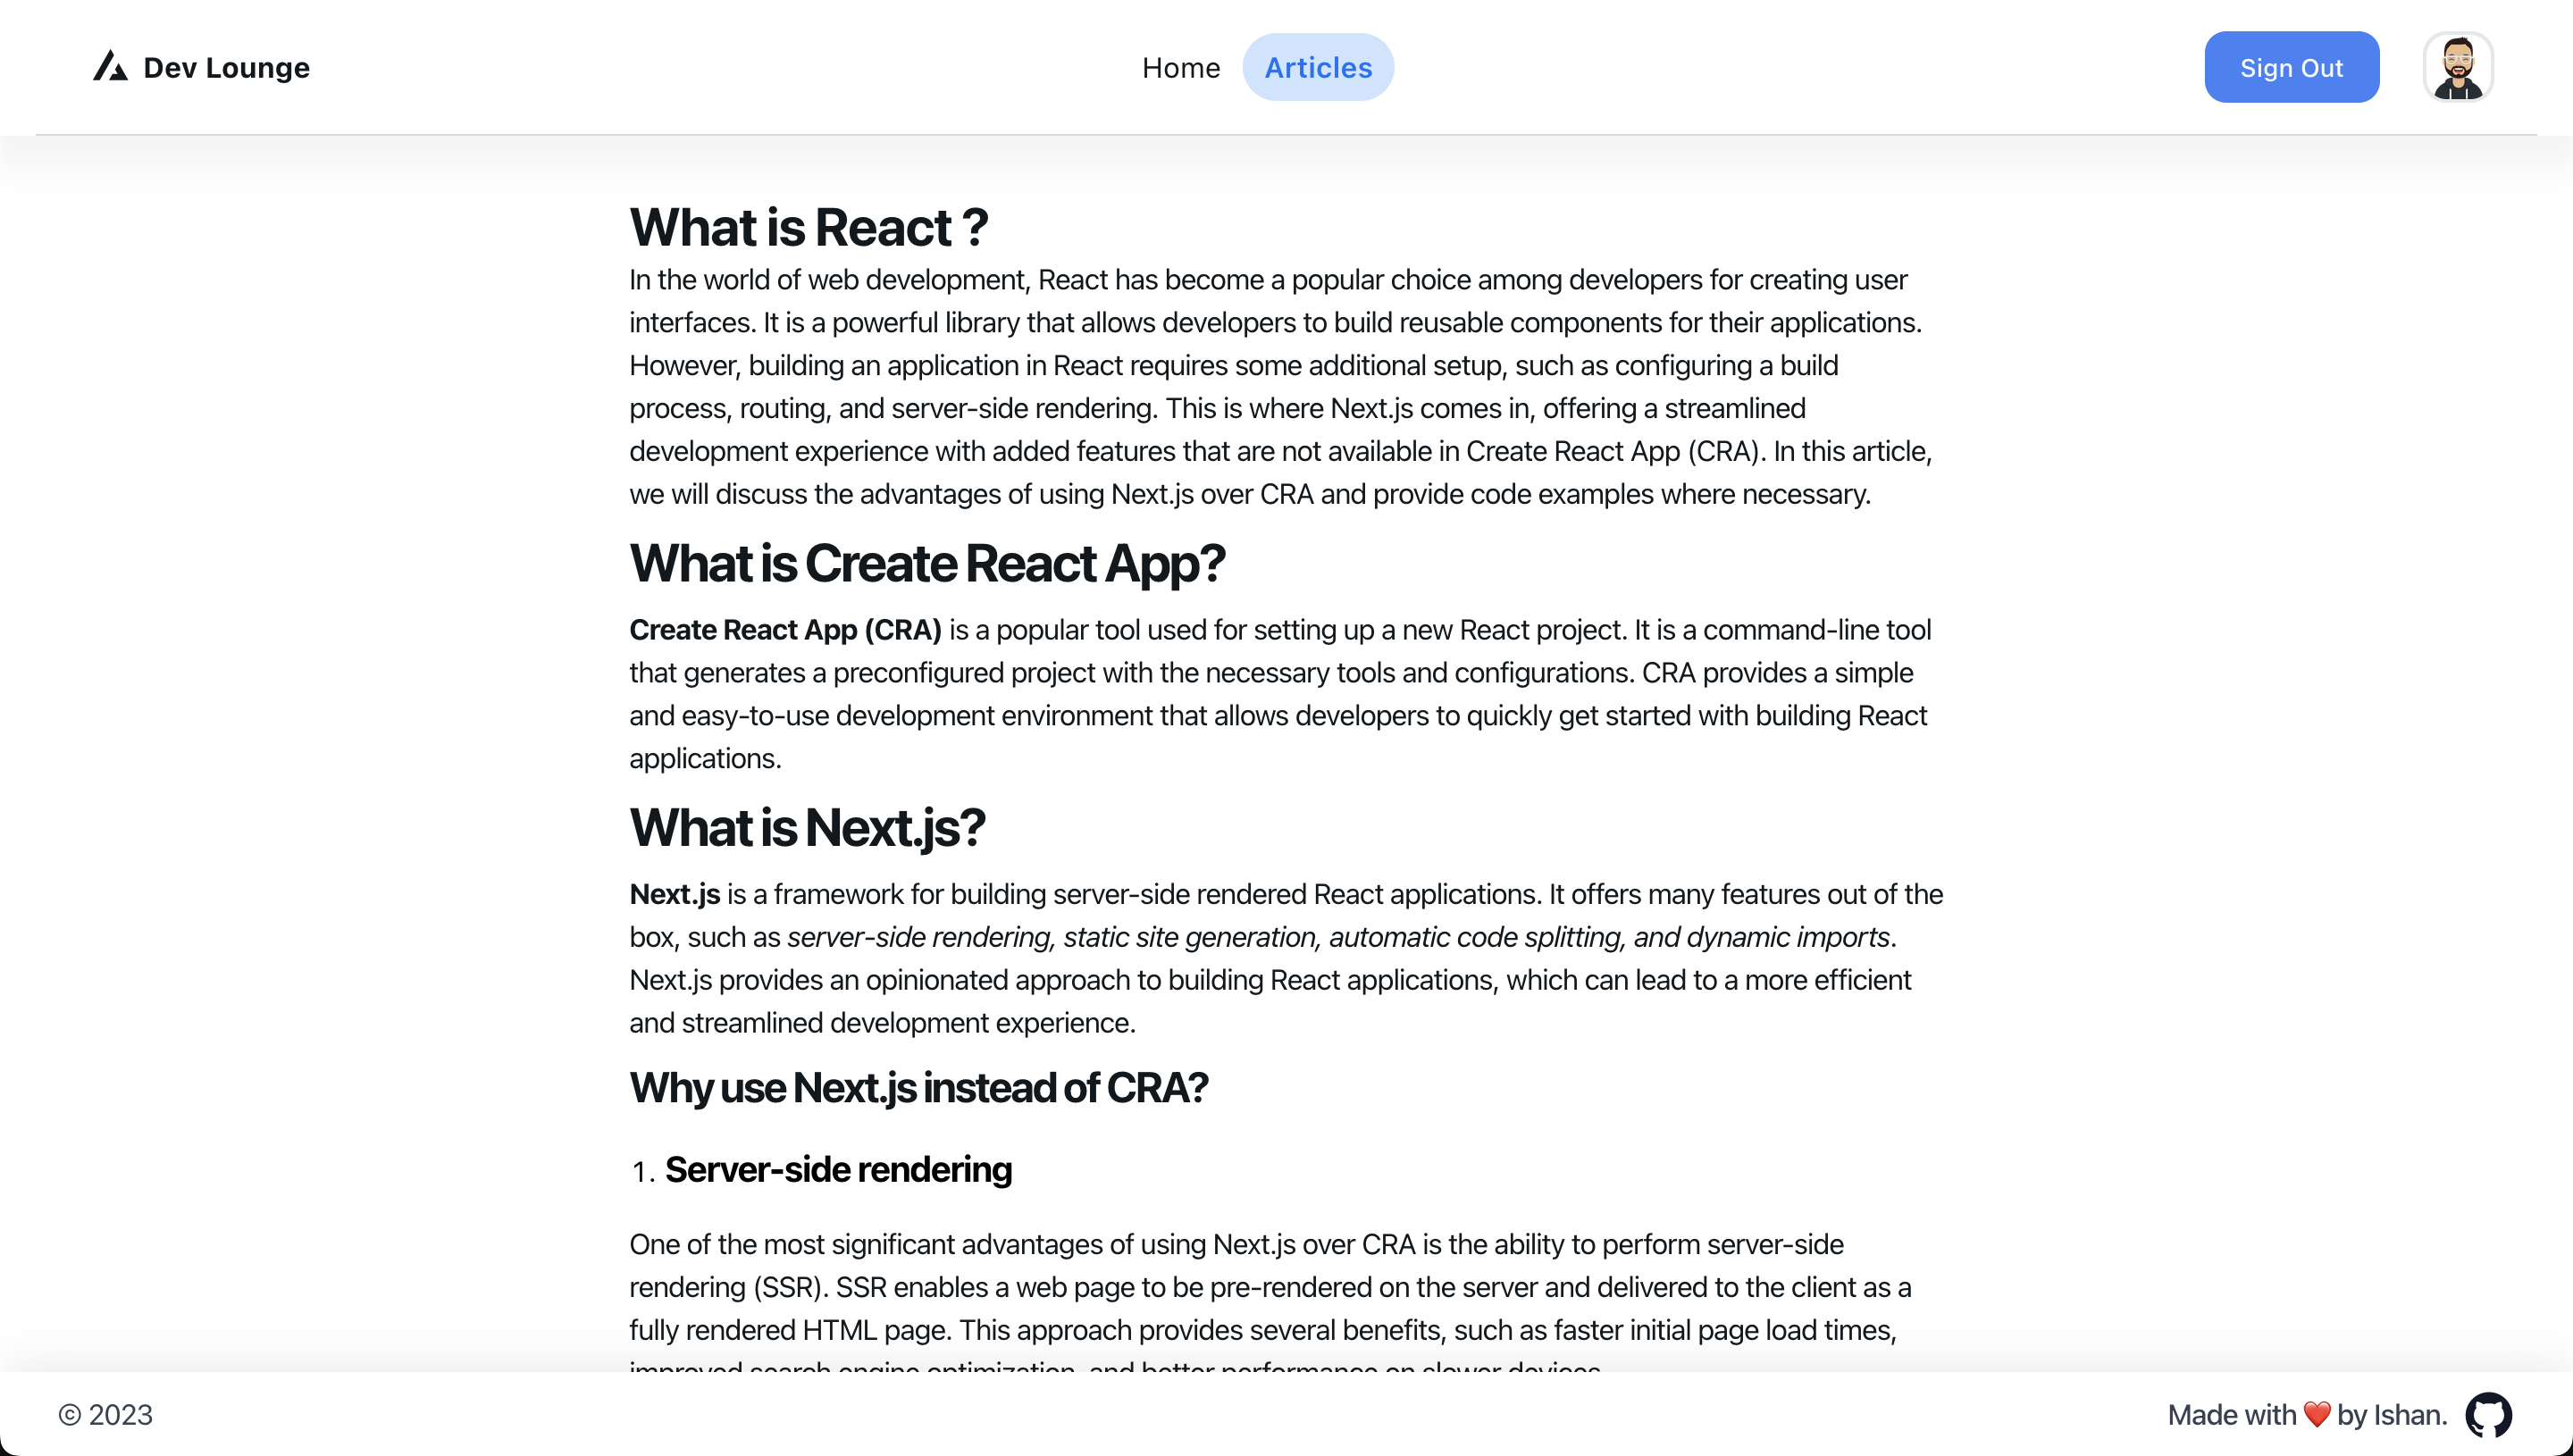 Dev Lounge
Home
Articles
Sign Out
What is React ?
In the world of web development, React has become a popular choice among developers for creating user
interfaces. It is a powerful library that allows developers to build reusable components for their applications.
However, building an application in React requires some additional setup, such as configuring a build
process, routing, and server-side rendering. This is where Next.js comes in, offering a streamlined
development experience with added features that are not available in Create React App (CRA). In this article,
we will discuss the advantages of using Next.js over CRA and provide code examples where necessary.
What is Create React App?
Create React App (CRA) is a popular tool used for setting up a new React project. It is a command-line tool
that generates a preconfigured project with the necessary tools and configurations. CRA provides a simple
and easy-to-use development environment that allows developers to quickly get started with building React
applications.
What is Next.js?
Next.js is a framework for building server-side rendered React applications. It offers many features out of the
box, such as server-side rendering, static site generation, automatic code splitting, and dynamic imports.
Next.js provides an opinionated approach to building React applications, which can lead to a more efficient
and streamlined development experience.
Why use Next.js instead of CRA?
1. Server-side rendering
One of the most significant advantages of using Next.js over CRA is the ability to perform server-side
rendering (SSR). SSR enables a web page to be pre-rendered on the server and delivered to the client as a
fully rendered HTML page. This approach provides several benefits, such as faster initial page load times,
improved search engine optimization, and better performance on slower devices.
© 2023
Made with ❤️ by Ishan.